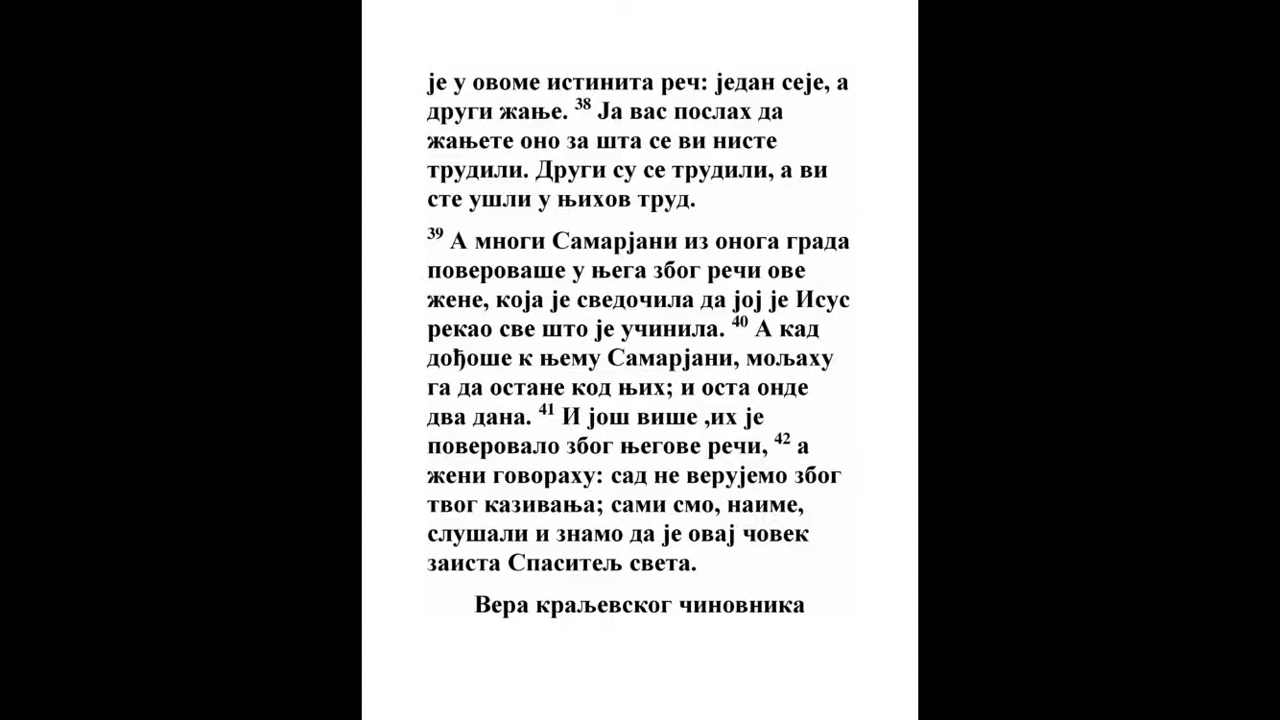 је у овоме истинита реч: један сеје, а
други жање. 38 Ја вас послах да
жањете оно за шта се ви нисте
трудили. Други су се трудили, а ви
сте ушли у њихов труд.
39 А многи Самарјани из онога града
повероваше у њега због речи ове
жене, која је сведочила да јој је Исус
рекао све што је учинила. 40 А кад
дођоше к њему Самарјани, мољаху
га да остане код њих; и оста онде
два дана. 41 И још више ,их је
поверовало због његове речи, 42 а
жени говораху: сад не верујемо због
твог казивања; сами смо, наиме,
слушали и знамо да је овај човек
заиста Спаситељ света.
Вера краљевског чиновника